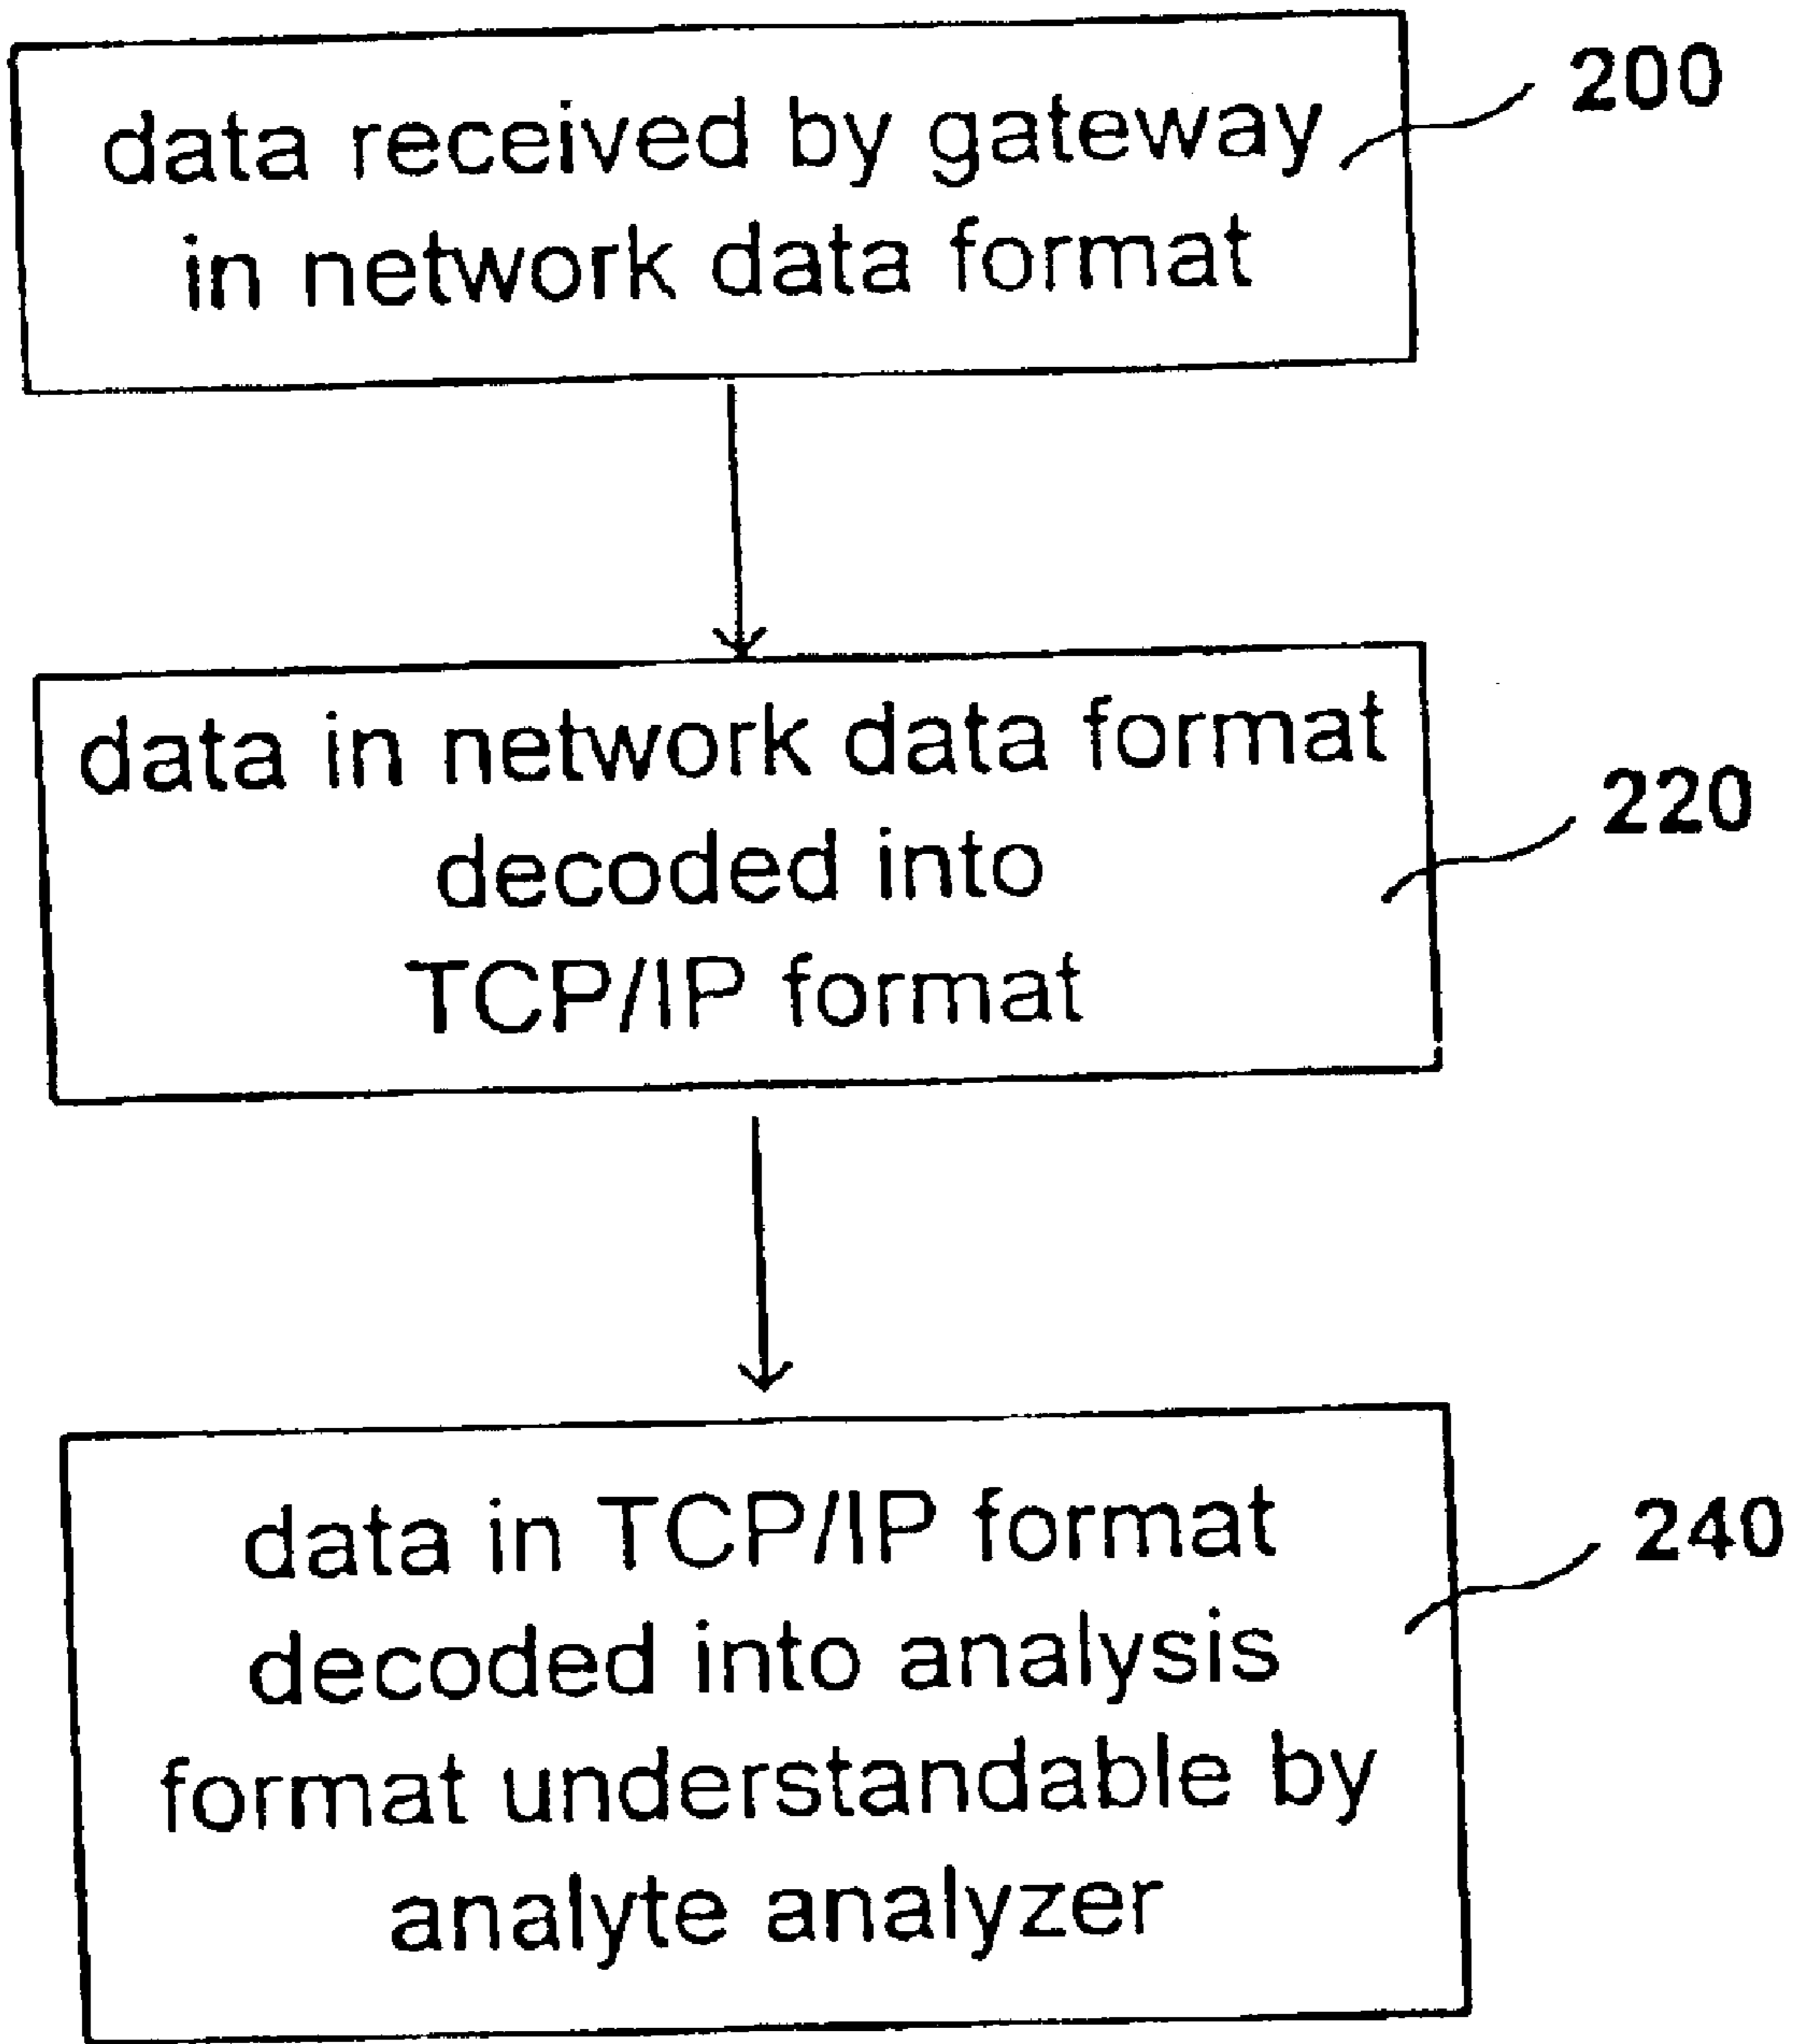 data received by gateway
in network data format
200
data in network data format
decoded into
TCP/IP format
220
data in TCP/IP format
decoded into analysis
format understandable by
analyte analyzer
240